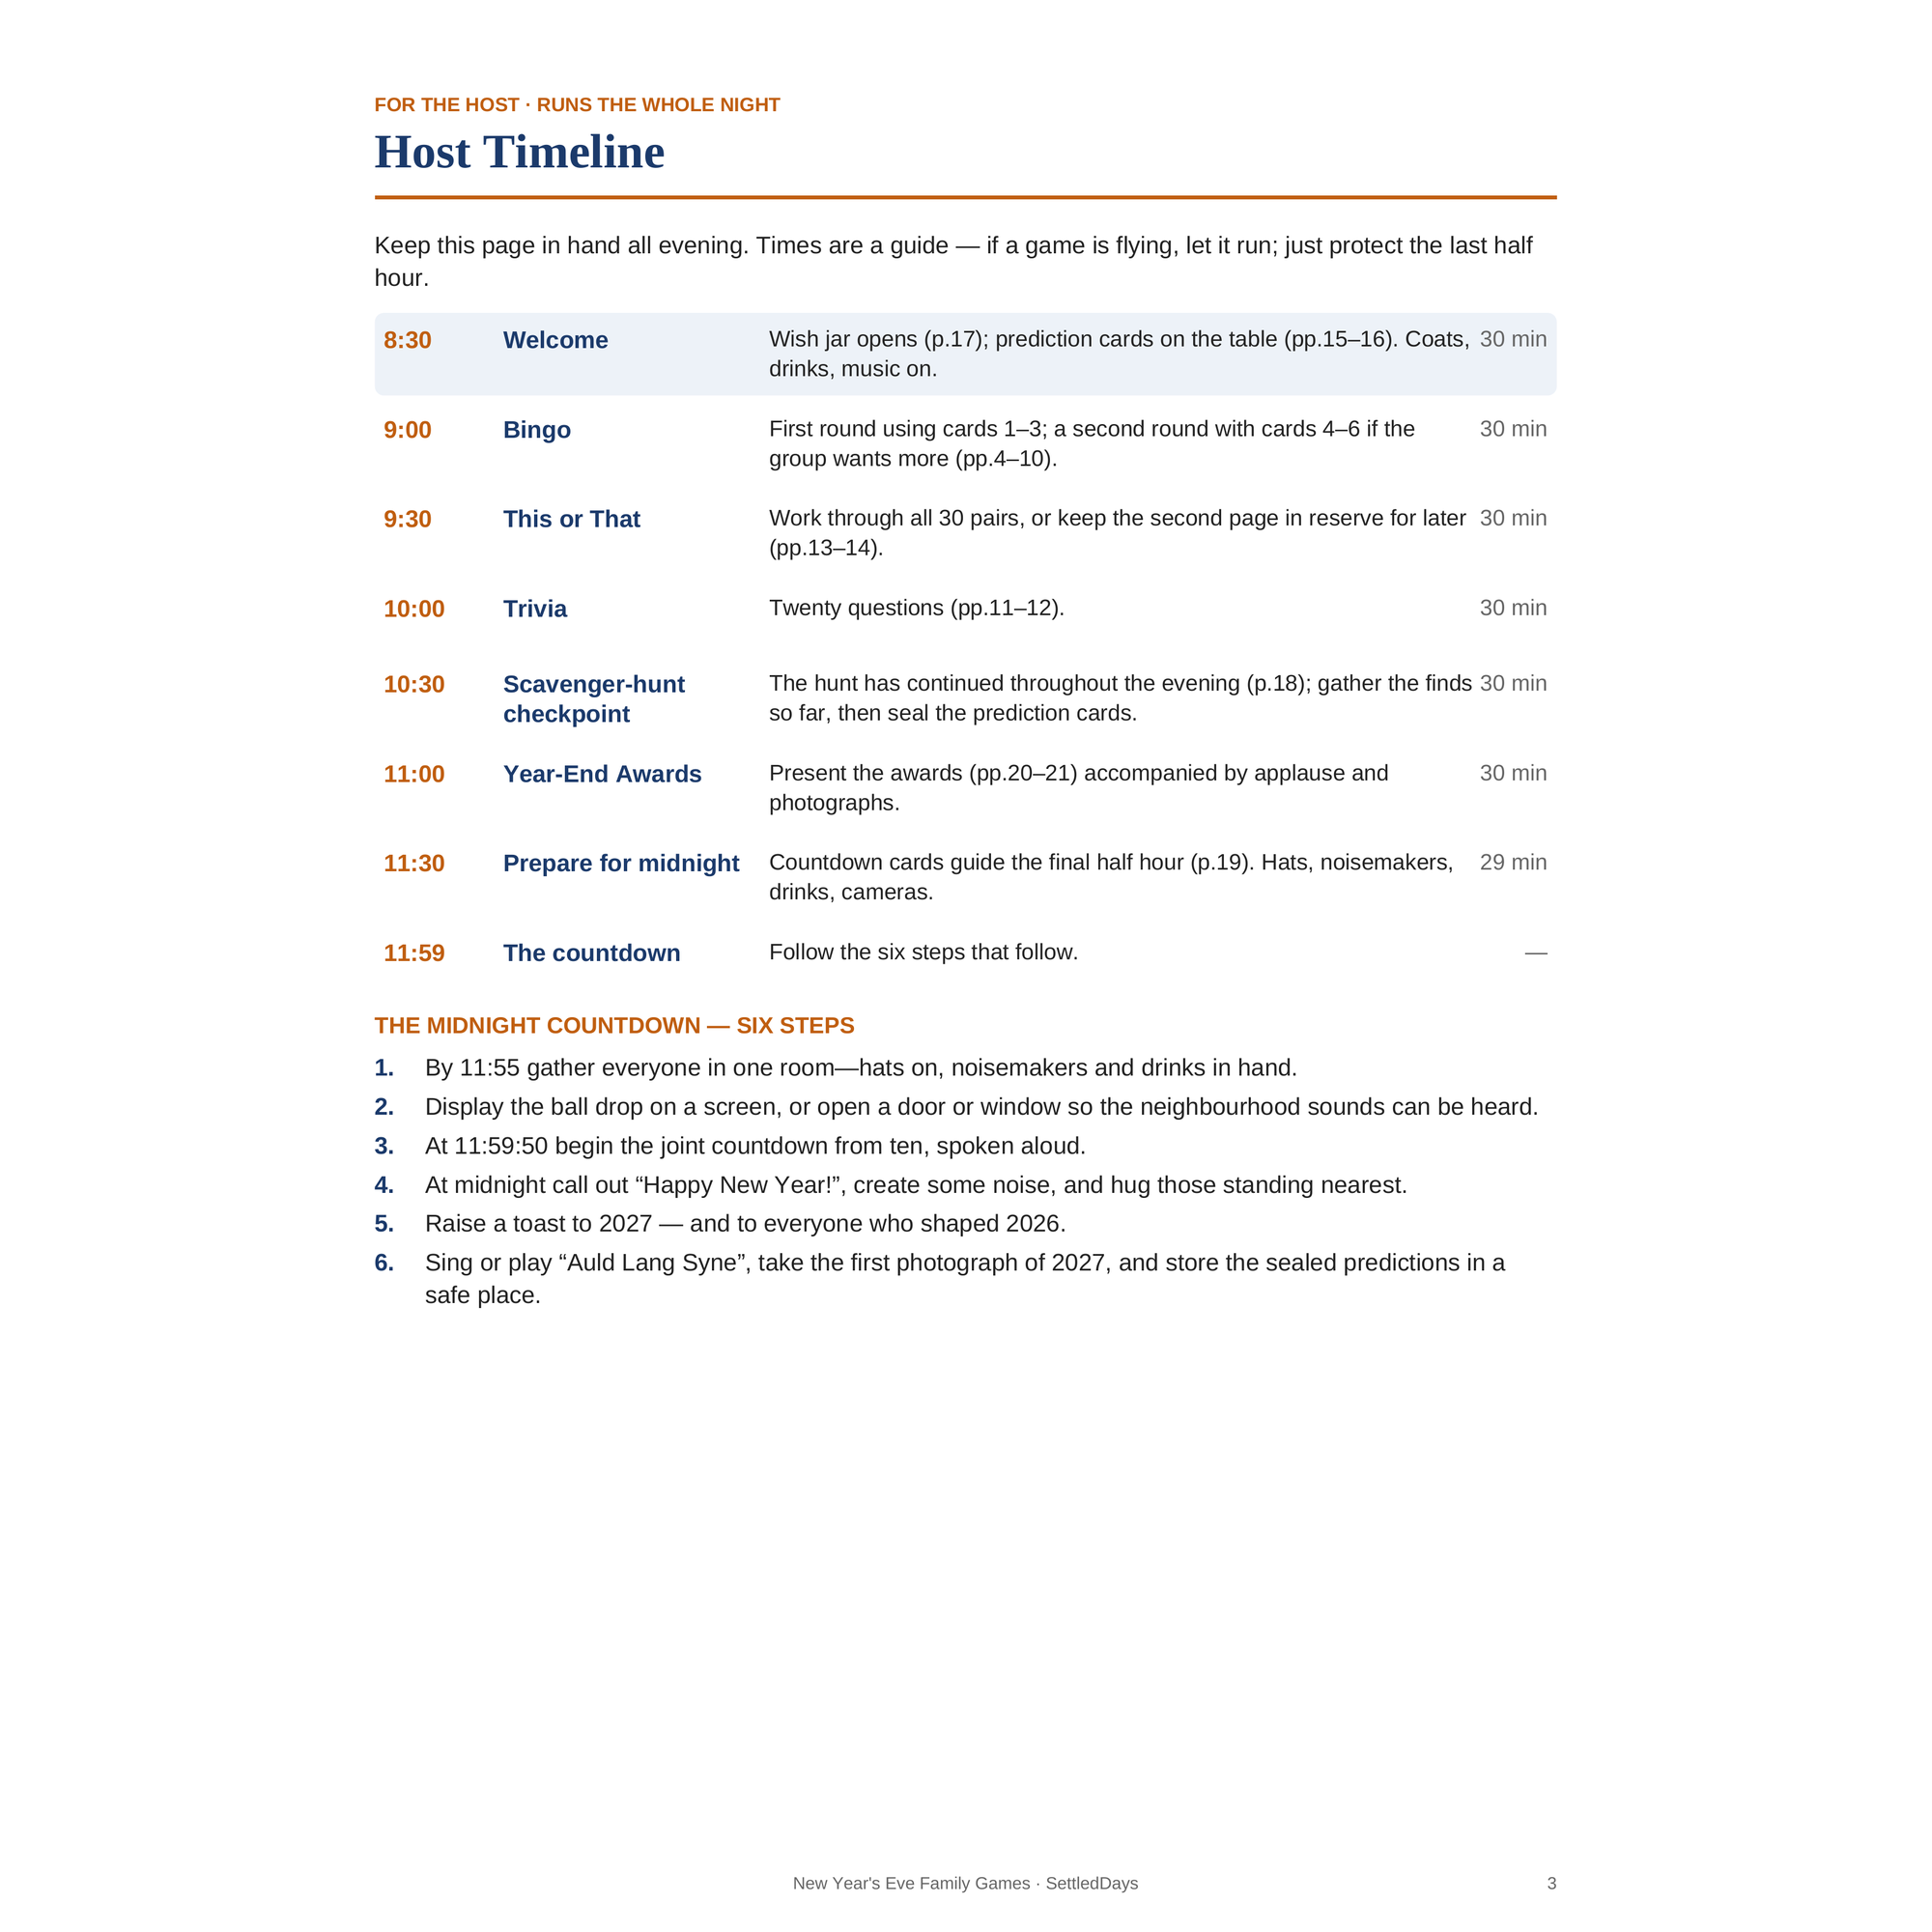 FOR THE HOST · RUNS THE WHOLE NIGHT
Host Timeline
Keep this page in hand all evening. Times are a guide — if a game is flying, let it run; just protect the last half
hour.
8:30 Welcome Wish jar opens (p.17); prediction cards on the table (pp.15–16). Coats, 30 min
drinks, music on.
9:00 Bingo First round using cards 1–3; a second round with cards 4–6 if the 30 min
group wants more (pp.4–10).
9:30 This or That Work through all 30 pairs, or keep the second page in reserve for later 30 min
(pp.13–14).
10:00 Trivia Twenty questions (pp.11–12). 30 min
10:30 Scavenger-hunt The hunt has continued throughout the evening (p.18); gather the finds 30 min
checkpoint so far, then seal the prediction cards.
11:00 Year-End Awards Present the awards (pp.20–21) accompanied by applause and 30 min
photographs.
11:30 Prepare for midnight Countdown cards guide the final half hour (p.19). Hats, noisemakers, 29 min
drinks, cameras.
11:59 The countdown Follow the six steps that follow. —
THE MIDNIGHT COUNTDOWN — SIX STEPS
1. By 11:55 gather everyone in one room—hats on, noisemakers and drinks in hand.
2. Display the ball drop on a screen, or open a door or window so the neighbourhood sounds can be heard.
3. At 11:59:50 begin the joint countdown from ten, spoken aloud.
4. At midnight call out “Happy New Year!”, create some noise, and hug those standing nearest.
5. Raise a toast to 2027 — and to everyone who shaped 2026.
6. Sing or play “Auld Lang Syne”, take the first photograph of 2027, and store the sealed predictions in a
safe place.
New Year's Eve Family Games · SettledDays 3